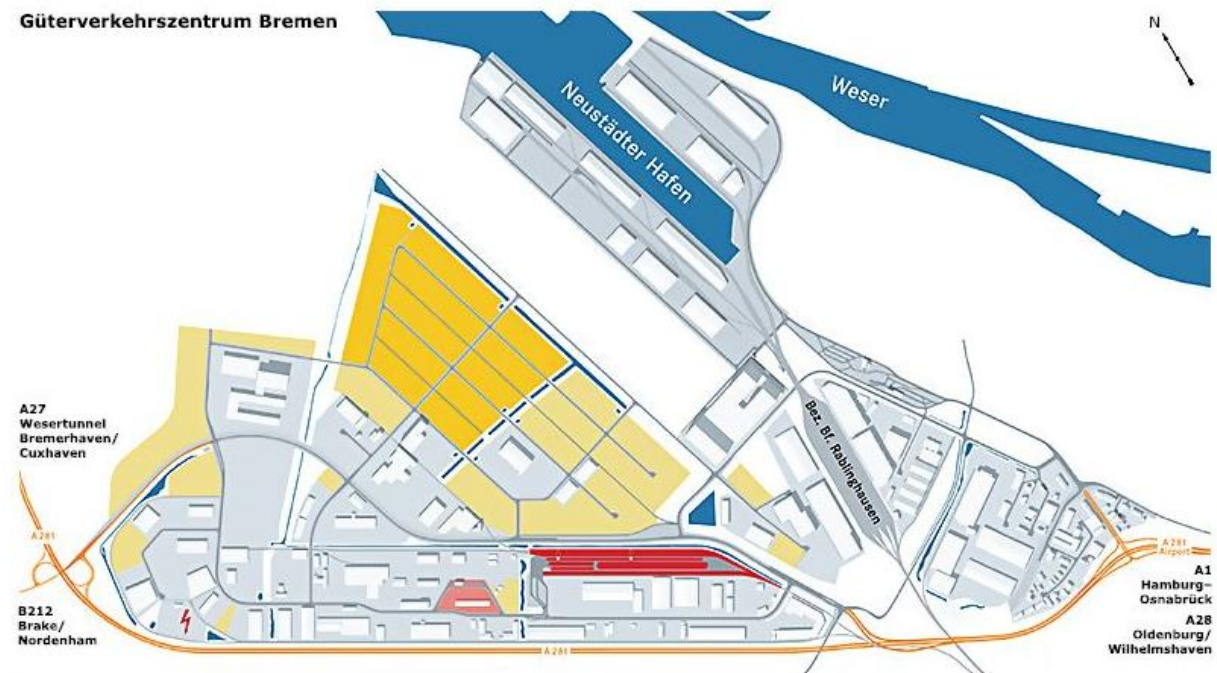 Güterverkehrszentrum Bremen
N
Weser
Neustädter Hafen
Bez. Bf. Rablinghausen
A27
Wesertunnel
Bremerhaven/
Cuxhaven
A281
B212
Brake/
Nordenham
A281
A281
Airport
A1
Hamburg–
Osnabrück
A28
Oldenburg/
Wilhelmshaven